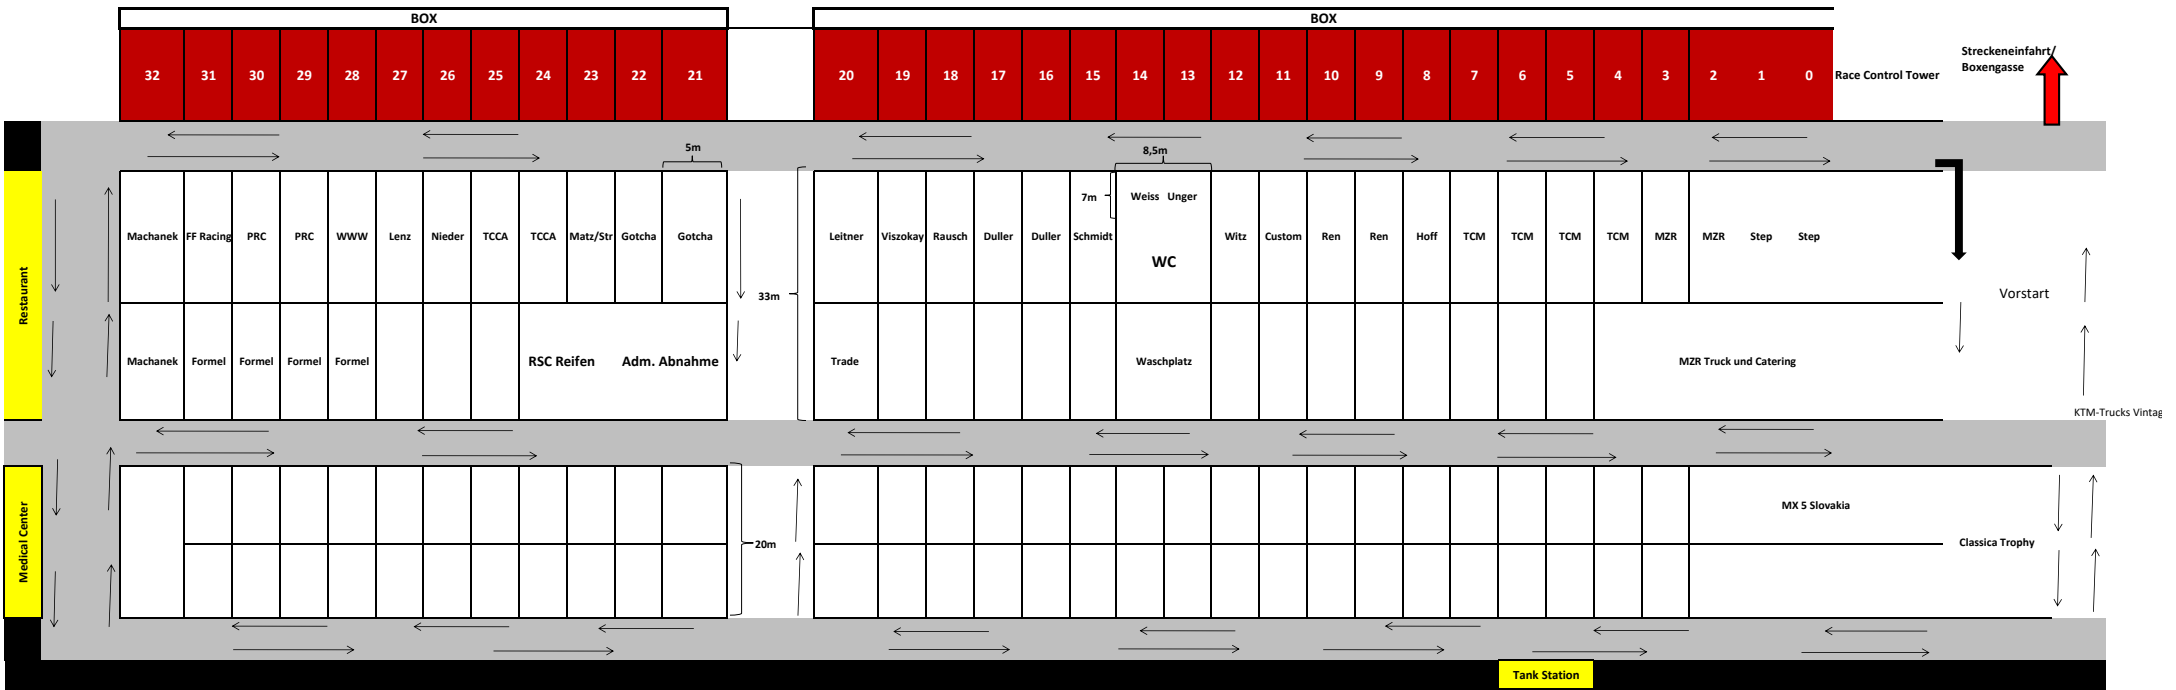 BOX BOX
32 31 30 29 28 27 26 25 24 23 22 21 20 19 18 17 16 15 14 13 12 11 10 9 8 7 6 5 4 3 2 1 0 Race Control Tower
Streckeneinfahrt/
Boxengasse
5m
8,5m
7m
Weiss Unger
Machanek FF Racing PRC PRC WWW Lenz Nieder TCCA TCCA Matz/Str Gotcha Gotcha Leitner Viszokay Rausch Duller Duller Schmidt Witz Custom Ren Ren Hoff TCM TCM TCM TCM MZR MZR Step Step
WC
33m
Vorstart
Restaurant
Machanek Formel Formel Formel Formel RSC Reifen Adm. Abnahme Trade Waschplatz MZR Truck und Catering
KTM-Trucks Vintag
MX 5 Slovakia
Medical Center
20m
Classica Trophy
Tank Station